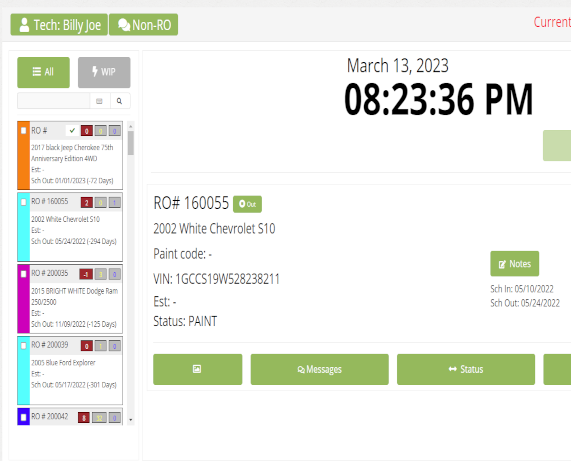 Tech: Billy Joe
Non-RO
Current
All
WIP
March 13, 2023
08:23:36 PM
RO #
0
0
0
2017 black Jeep Cherokee 75th
Anniversary Edition 4WD
Est: -
Sch Out: 01/01/2023 (-72 Days)
RO # 160055
2
0
1
2002 White Chevrolet S10
Est: -
Sch Out: 05/24/2022 (-294 Days)
RO # 200035
-1
3
0
2015 BRIGHT WHITE Dodge Ram
250/2500
Est: -
Sch Out: 11/09/2022 (-125 Days)
RO # 200039
0
0
2005 Blue Ford Explorer
Est: -
Sch Out: 05/17/2022 (-301 Days)
RO # 200042
8
0
RO# 160055
Out
2002 White Chevrolet S10
Paint code: -
VIN: 1GCCS19W528238211
Est: -
Status: PAINT
Notes
Sch In: 05/10/2022
Sch Out: 05/24/2022
Messages
Status